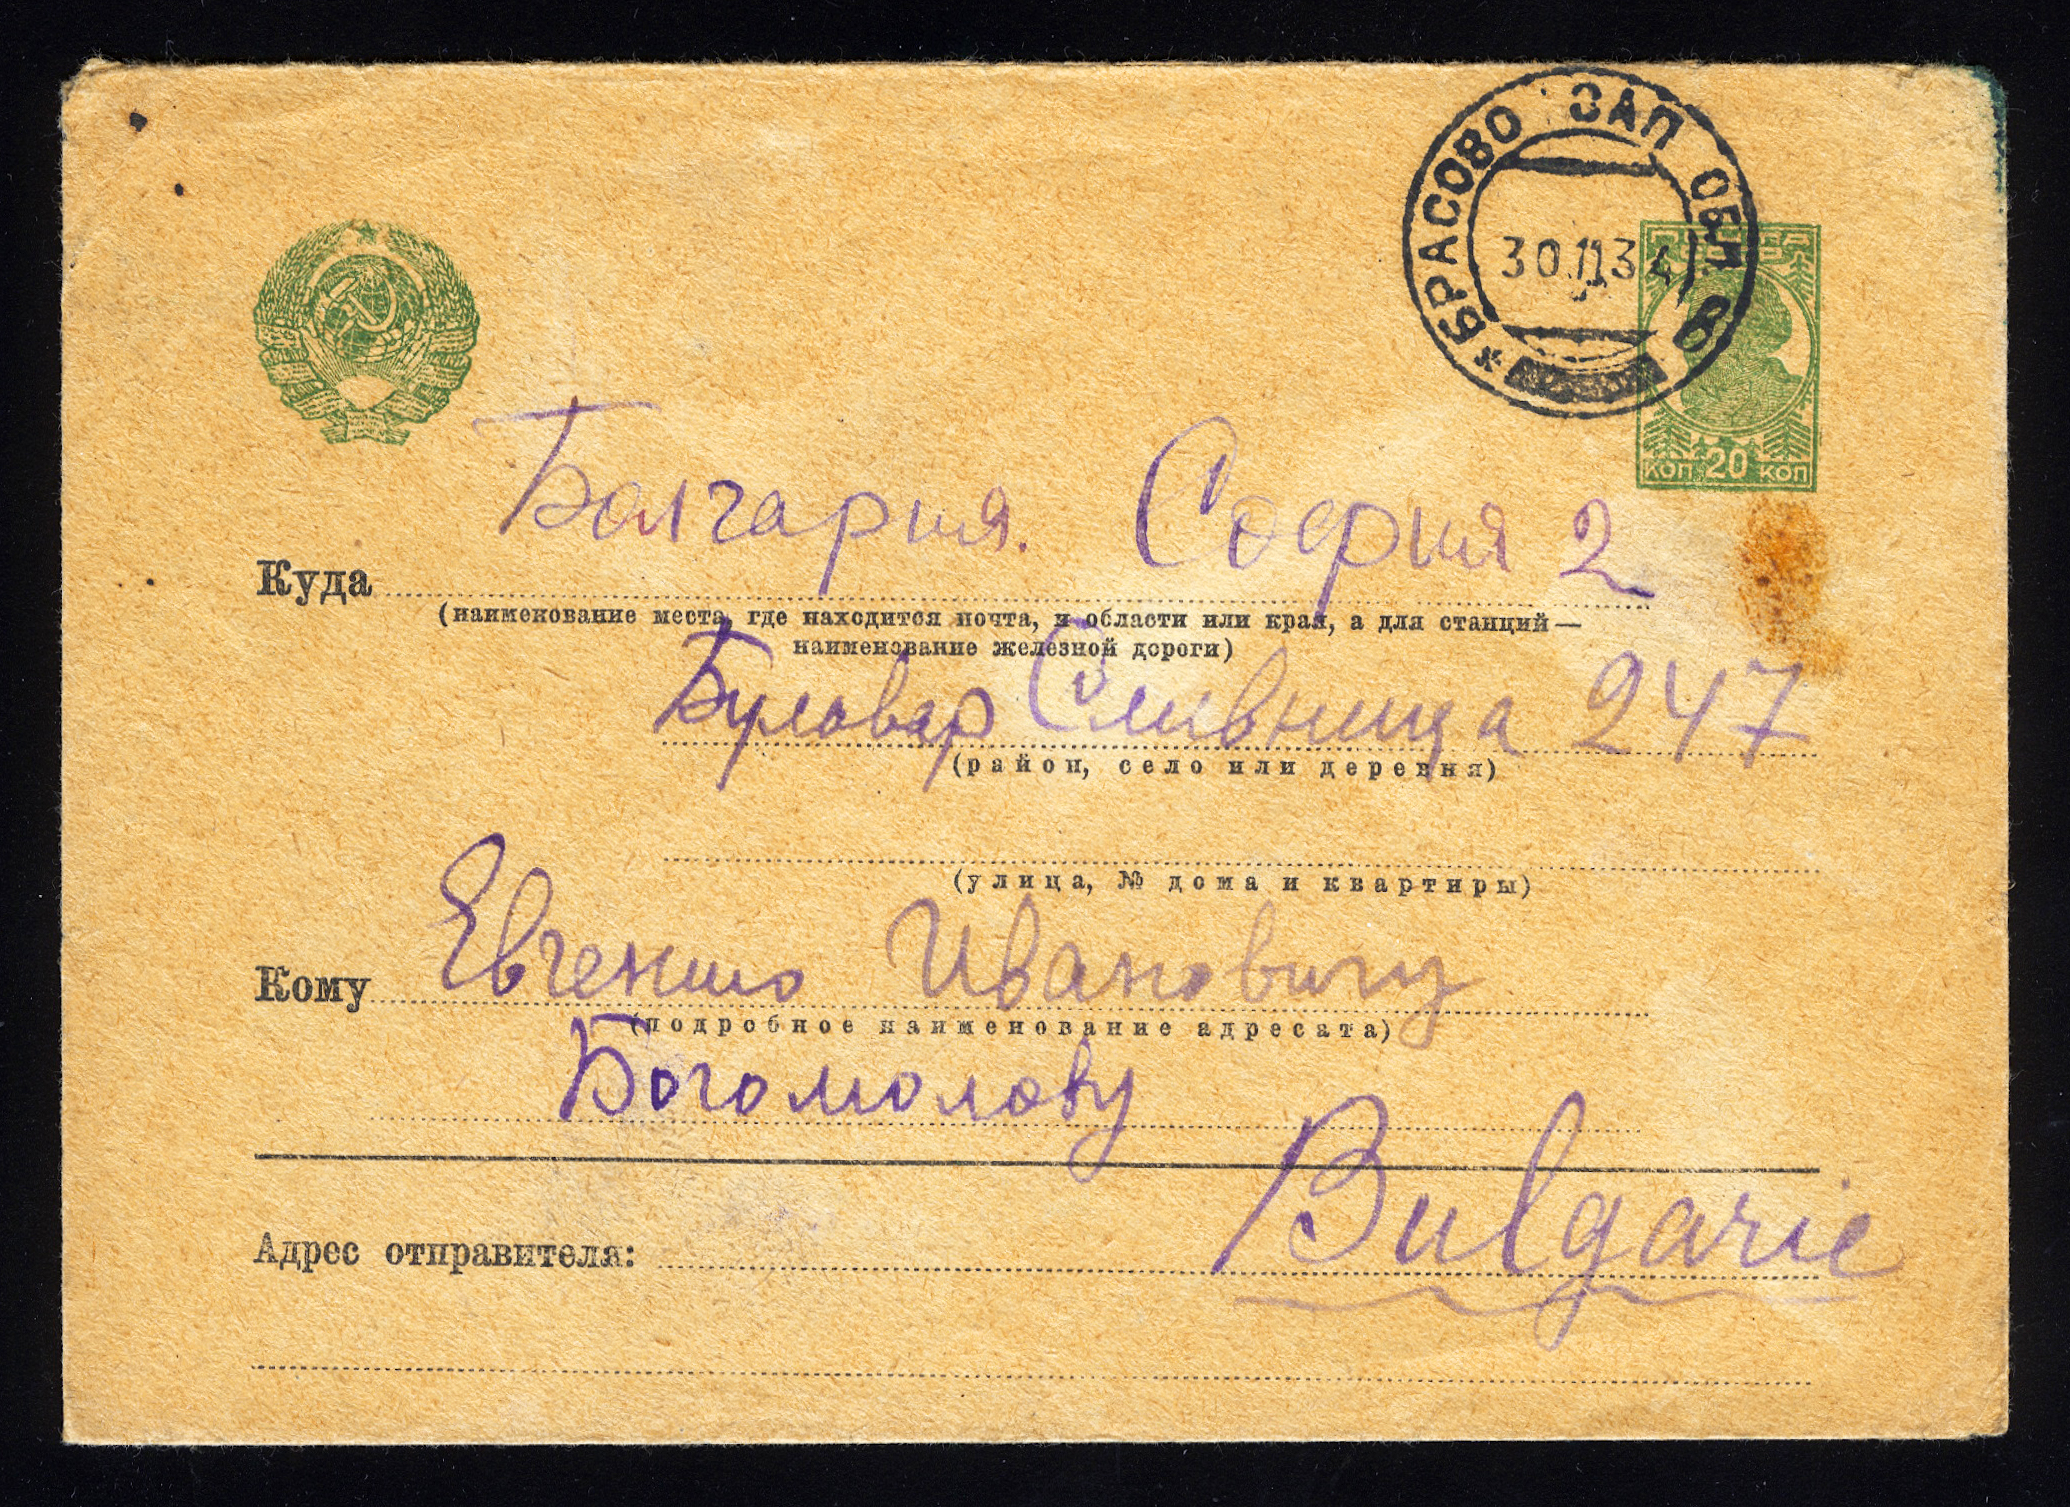 БРАСОВО ЗАП ОБЛ
30.11.34
в
КОП 20 КОП
Болгария. София 2
Куда
(наименование места, где находится почта, и области или края, а для станций—
наименование железной дороги)
Буловар Сливница 247
(район, село или деревня)
(улица, № дома и квартиры)
Кому Евгению Ивановичу
(подробное наименование адресата)
Богомолову
Bulgarie
Адрес отправителя: